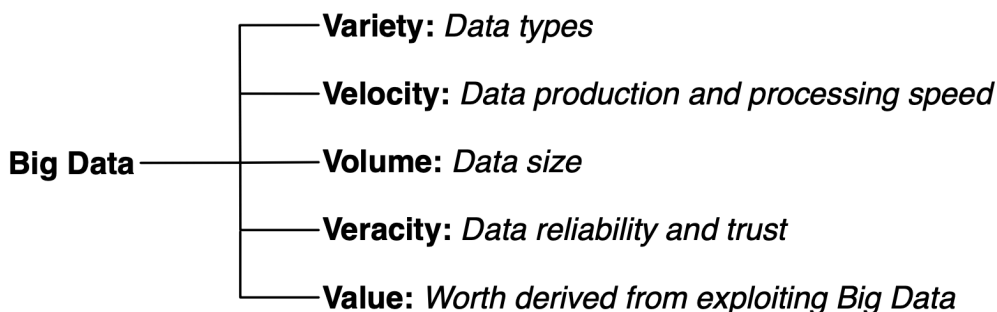 Variety: Data types
Velocity: Data production and processing speed
Big Data
Volume: Data size
Veracity: Data reliability and trust
Value: Worth derived from exploiting Big Data